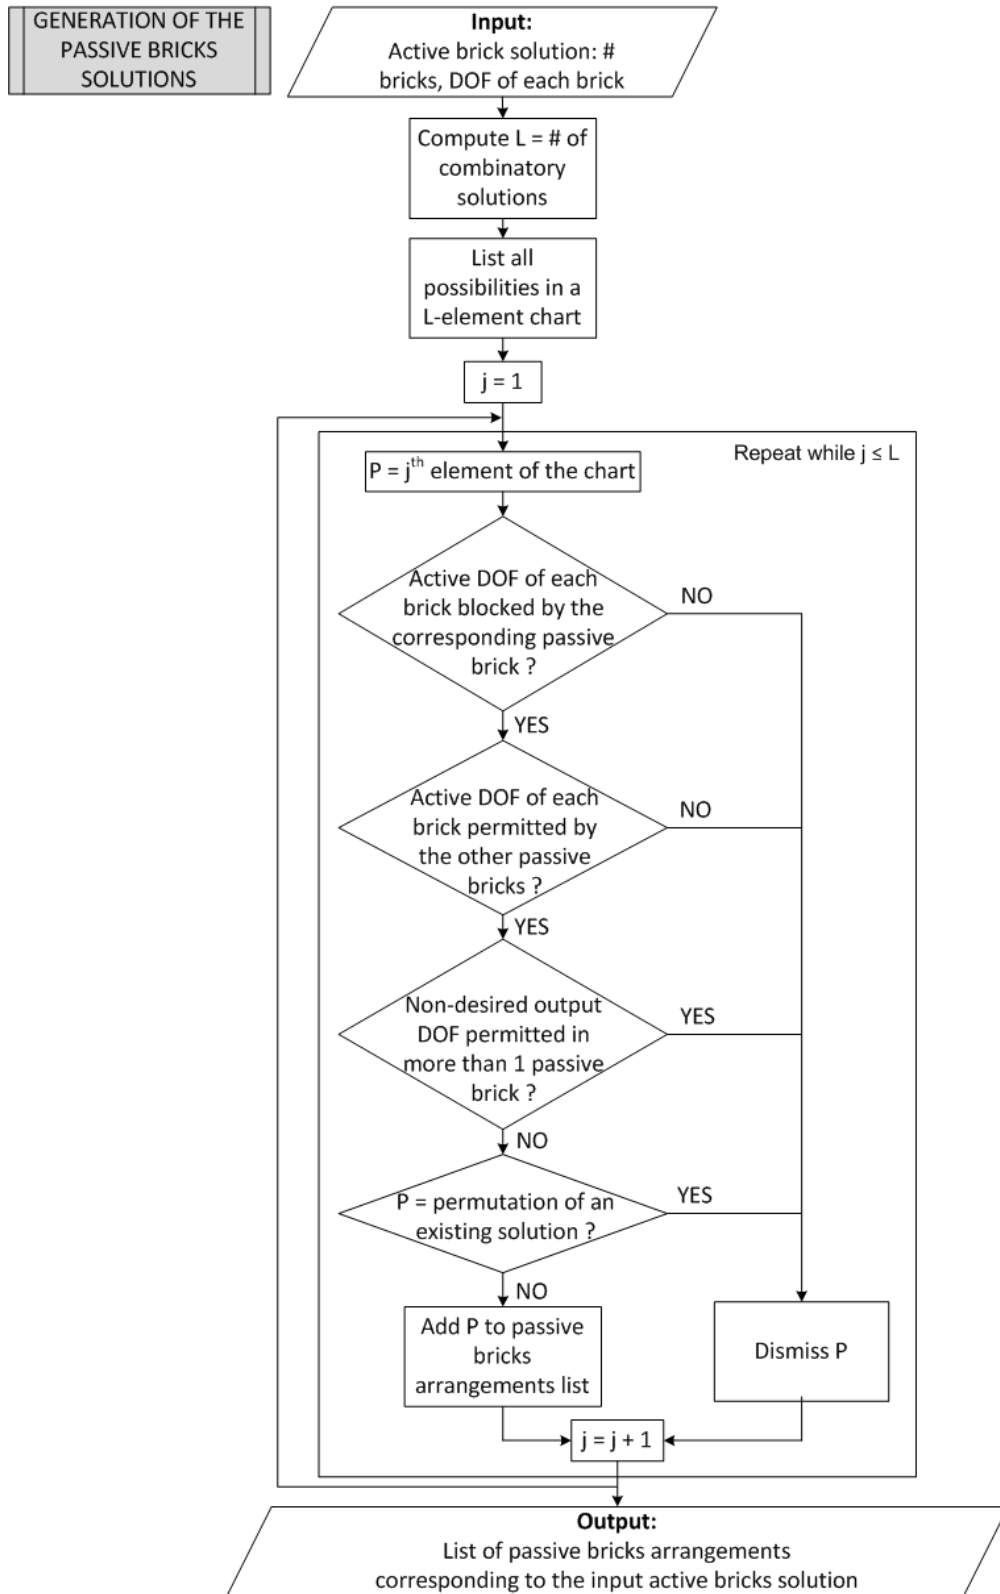 GENERATION OF THE
PASSIVE BRICKS
SOLUTIONS
Input:
Active brick solution: #
bricks, DOF of each brick
Compute L = # of
combinatory
solutions
List all
possibilities in a
L-element chart
j = 1
Repeat while j ≤ L
P = jth element of the chart
Active DOF of each
brick blocked by the
corresponding passive
brick ?
NO
YES
Active DOF of each
brick permitted by
the other passive
bricks ?
NO
YES
Non-desired output
DOF permitted in
more than 1 passive
brick ?
YES
NO
P = permutation of an
existing solution ?
YES
NO
Add P to passive
bricks
arrangements list
Dismiss P
j = j + 1
Output:
List of passive bricks arrangements
corresponding to the input active bricks solution